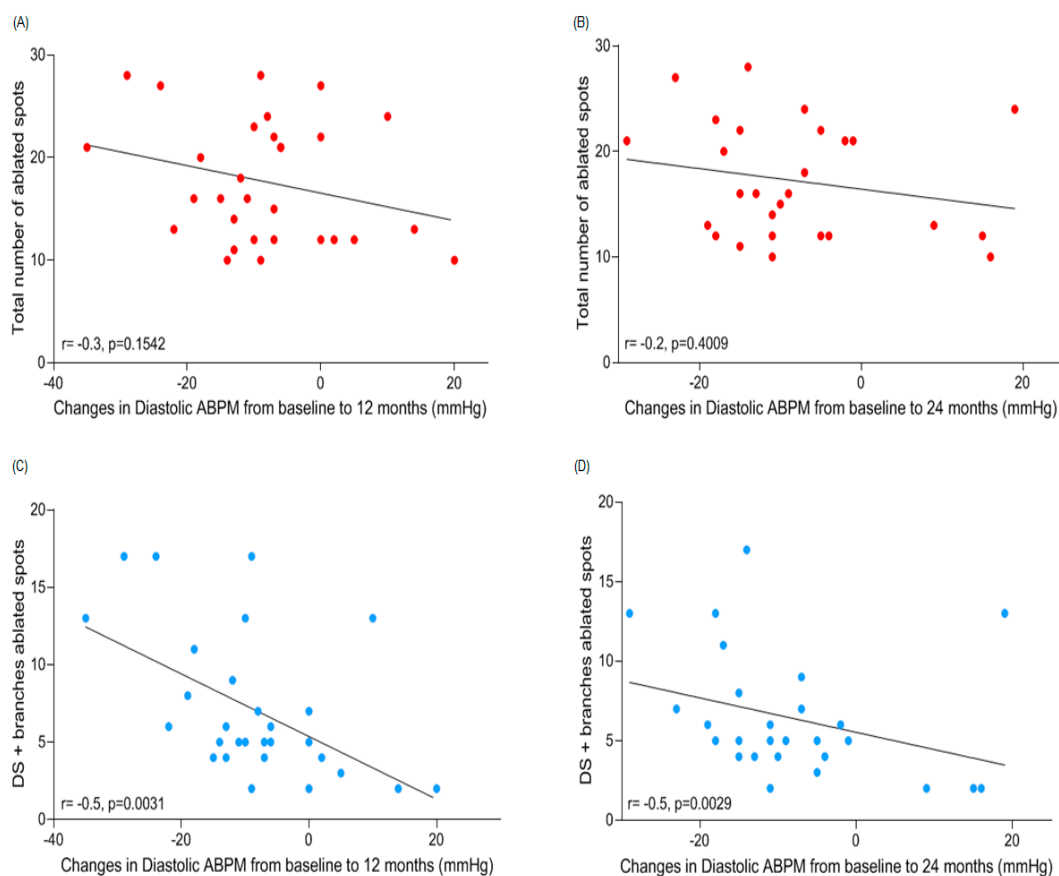 (A)
Total number of ablated spots
30
20
10
0
r= -0.3, p=0.1542
-40
-20
0
20
Changes in Diastolic ABPM from baseline to 12 months (mmHg)
(B)
Total number of ablated spots
30
20
10
0
r= -0.2, p=0.4009
-20
0
20
Changes in Diastolic ABPM from baseline to 24 months (mmHg)
(C)
DS + branches ablated spots
20
15
10
5
0
r= -0.5, p=0.0031
-40
-20
0
20
Changes in Diastolic ABPM from baseline to 12 months (mmHg)
(D)
DS + branches ablated spots
20
15
10
5
0
r= -0.5, p=0.0029
-20
0
20
Changes in Diastolic ABPM from baseline to 24 months (mmHg)